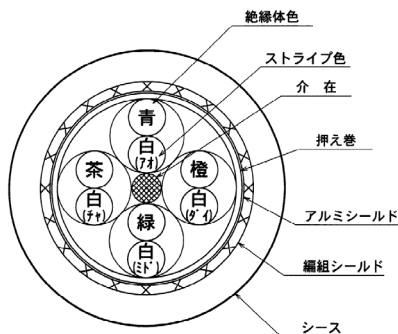 絶縁体色
ストライプ色
介 在
青
白
(アオ)
押え巻
茶
白
(チャ)
橙
白
(ダイ)
アルミシールド
緑
白
(ミド)
編組シールド
シース